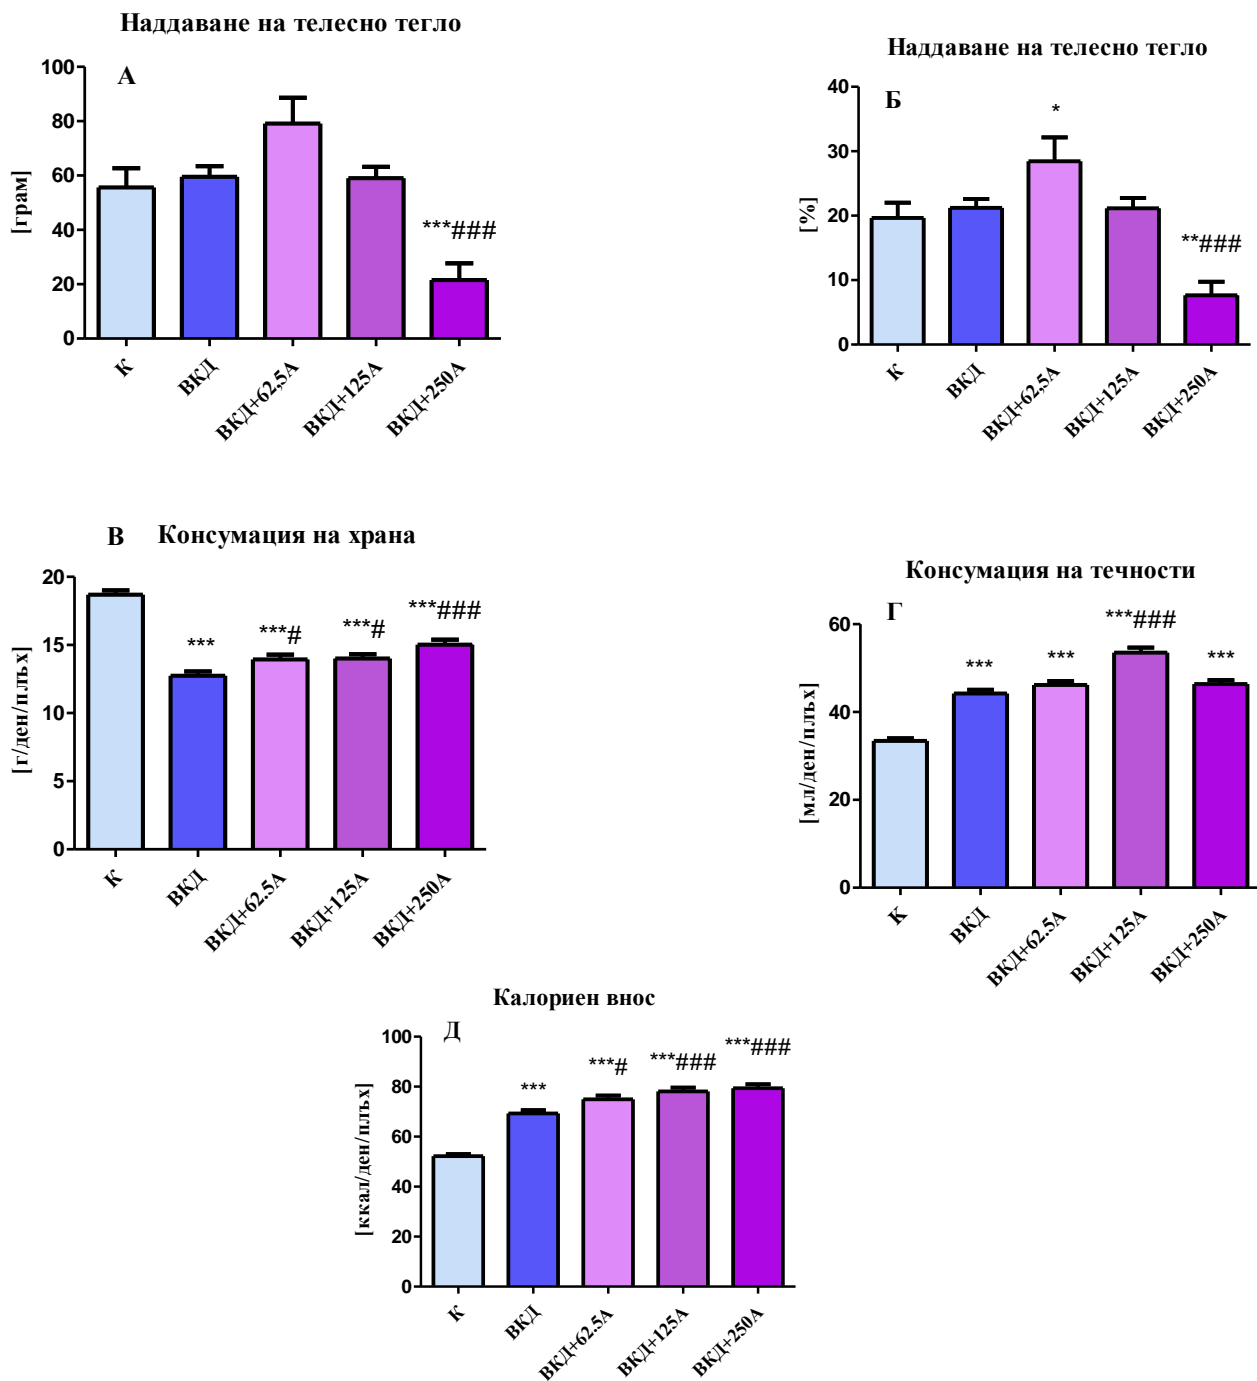 Наддаване на телесно тегло
А
[грам]
100
80
60
40
20
0
***###
К
ВКД
ВКД+62,5А
ВКД+125А
ВКД+250А
Наддаване на телесно тегло
Б
[%]
40
30
20
10
0
*
**###
К
ВКД
ВКД+62,5А
ВКД+125А
ВКД+250А
В Консумация на храна
[г/ден/плъх]
20
15
10
5
0
***
***#
***#
***###
К
ВКД
ВКД+62.5А
ВКД+125А
ВКД+250А
Консумация на течности
Г
[мл/ден/плъх]
60
40
20
0
***
***
***###
***
К
ВКД
ВКД+62.5А
ВКД+125А
ВКД+250А
Калориен внос
Д
[ккал/ден/плъх]
100
80
60
40
20
0
***
***#
***###
***###
К
ВКД
ВКД+62.5А
ВКД+125А
ВКД+250А